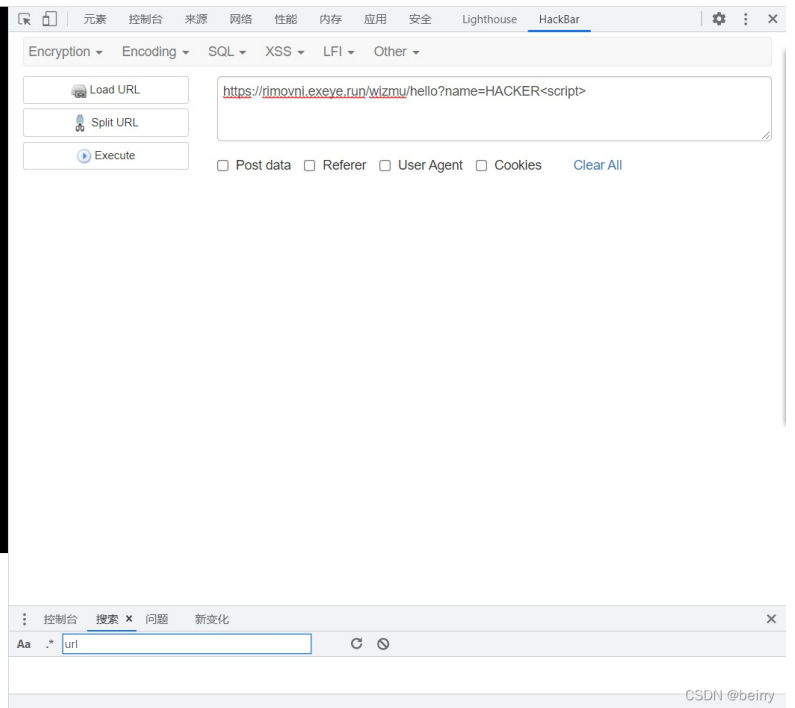 元素 控制台 来源 网络 性能 内存 应用 安全 Lighthouse HackBar
Encryption Encoding SQL XSS LFI Other
Load URL
https://rimovni.exeye.run/wizmu/hello?name=HACKER<script>
Split URL
Execute
Post data Referer User Agent Cookies Clear All
控制台 搜索 问题 新变化
Aa .* url
CSDN @beirry